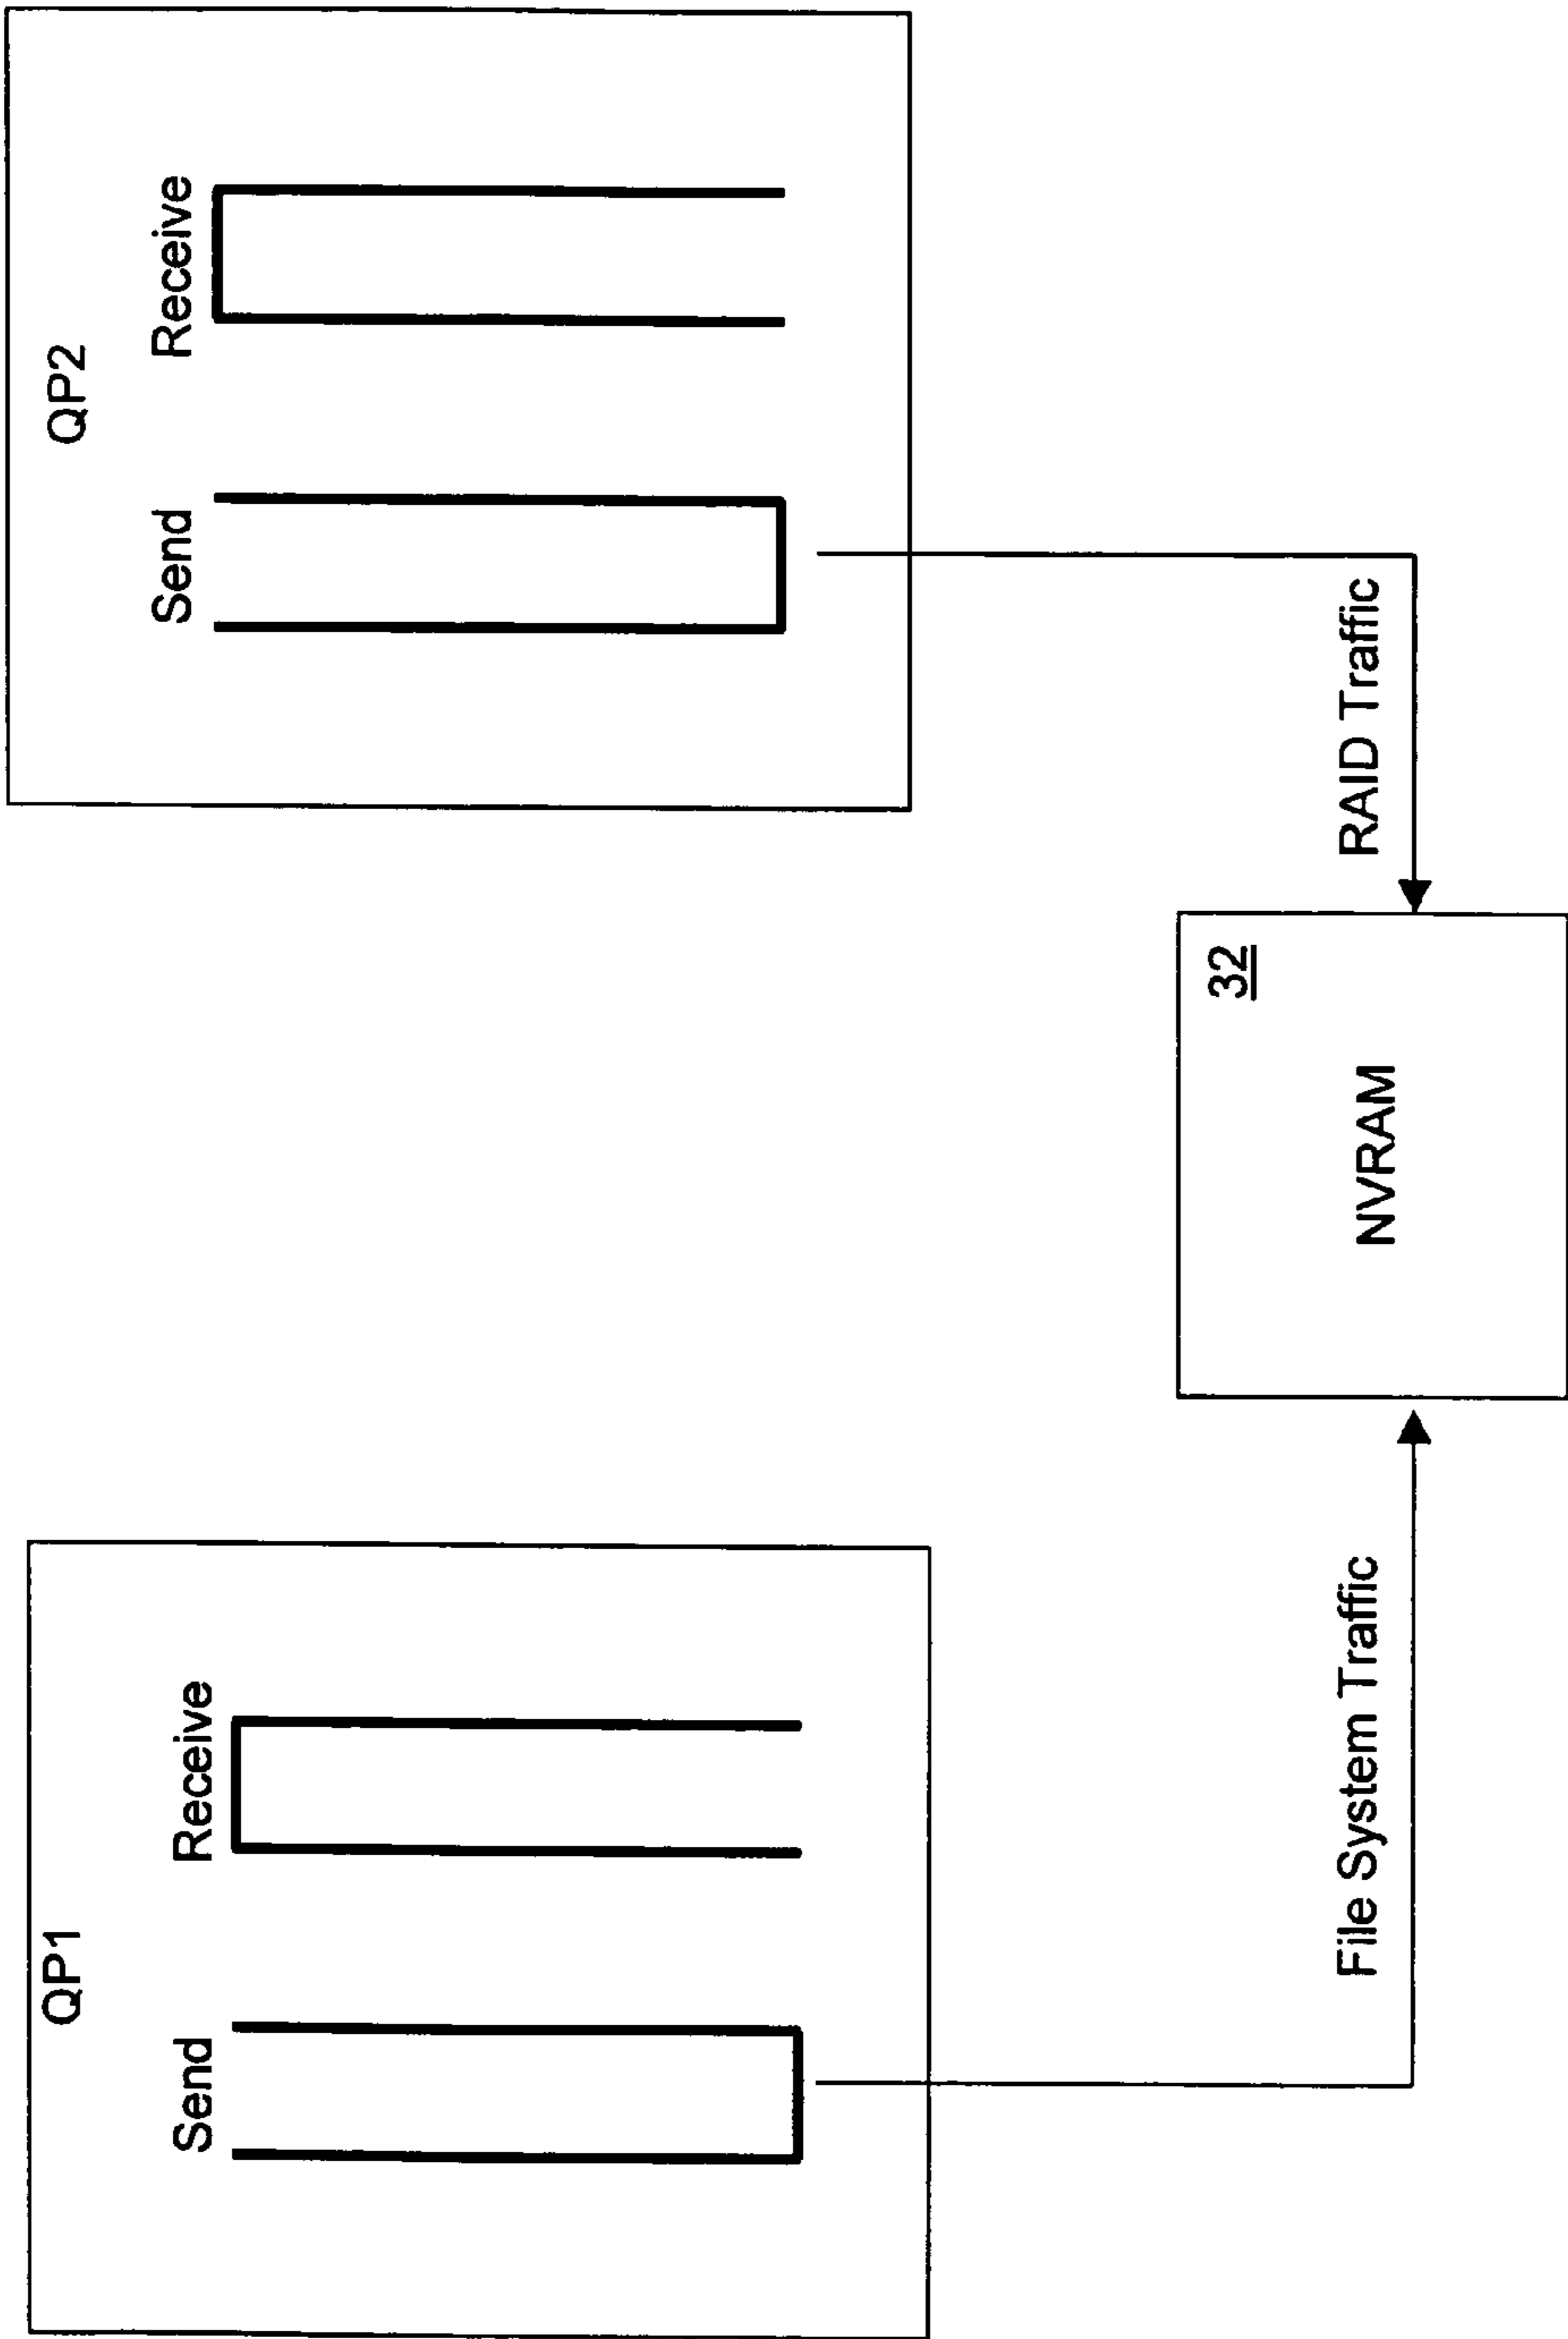 QP1
Send
Receive
QP2
Send
Receive
File System Traffic
32
NVRAM
RAID Traffic